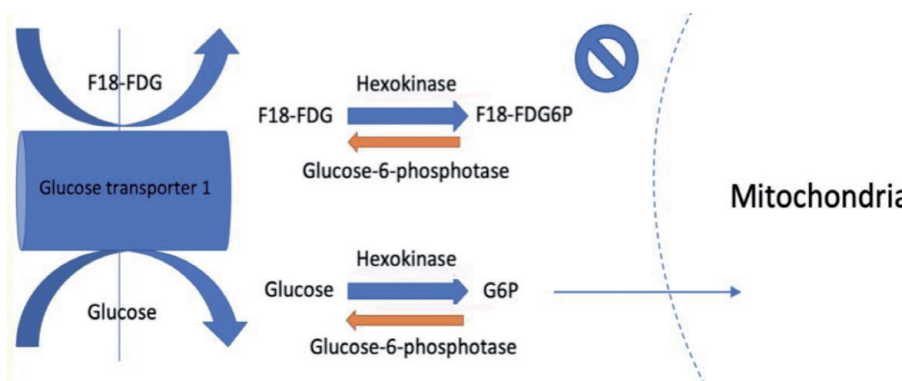 F18-FDG
Glucose transporter 1
Glucose
Hexokinase
F18-FDG F18-FDG6P
Glucose-6-phosphotase
Hexokinase
Glucose G6P
Glucose-6-phosphotase
Mitochondria